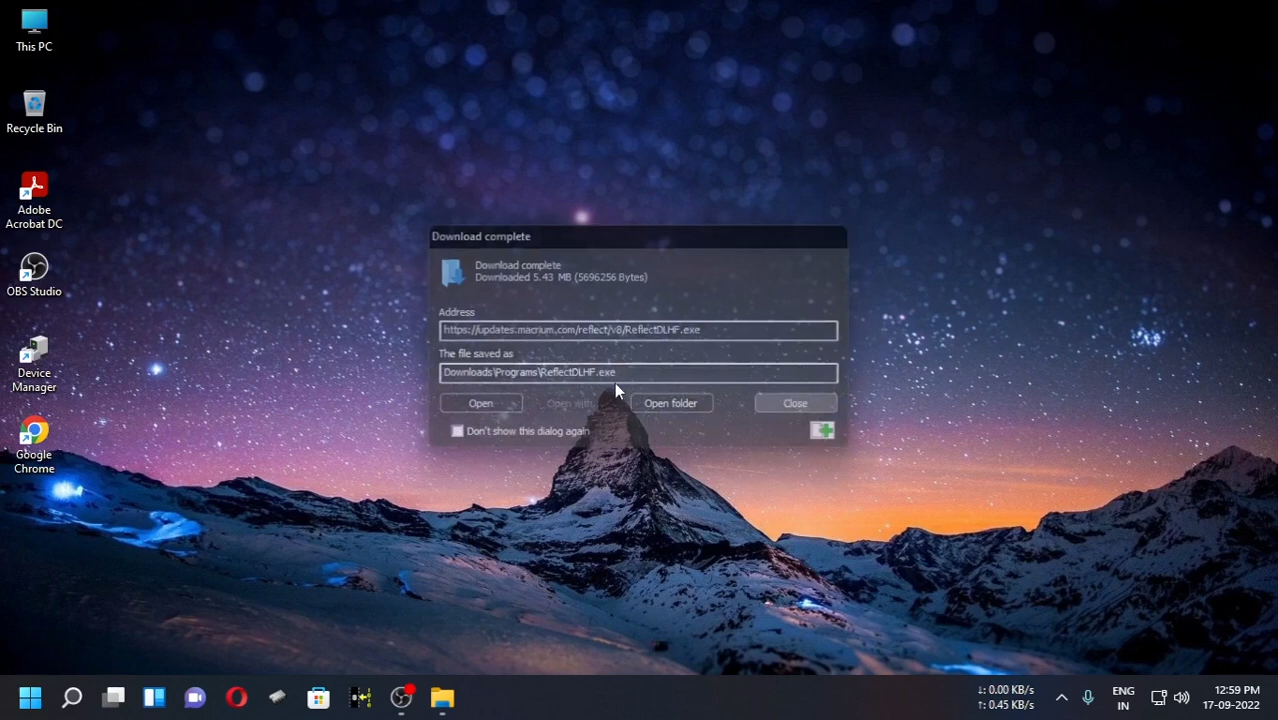 This PC
Recycle Bin
Adobe
Acrobat DC
OBS Studio
Device
Manager
Google
Chrome
Download complete
Download complete
Downloaded 5.43 MB (5696256 Bytes)
Address
https://updates.macrium.com/reflect/v8/ReflectDLHF.exe
The file saved as
Downloads\Programs\ReflectDLHF.exe
Open Open with Open folder Close
Don't show this dialog again
↓: 0.00 KB/s
↑: 0.45 KB/s
ENG
IN
12:59 PM
17-09-2022